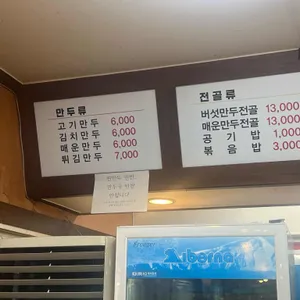 만두류
고기만두 6,000
김치만두 6,000
매운만두 6,000
튀김만두 7,000
전골류
버섯만두전골 13,000
매운만두전골 13,000
공기밥 1,000
볶음밥 3,000